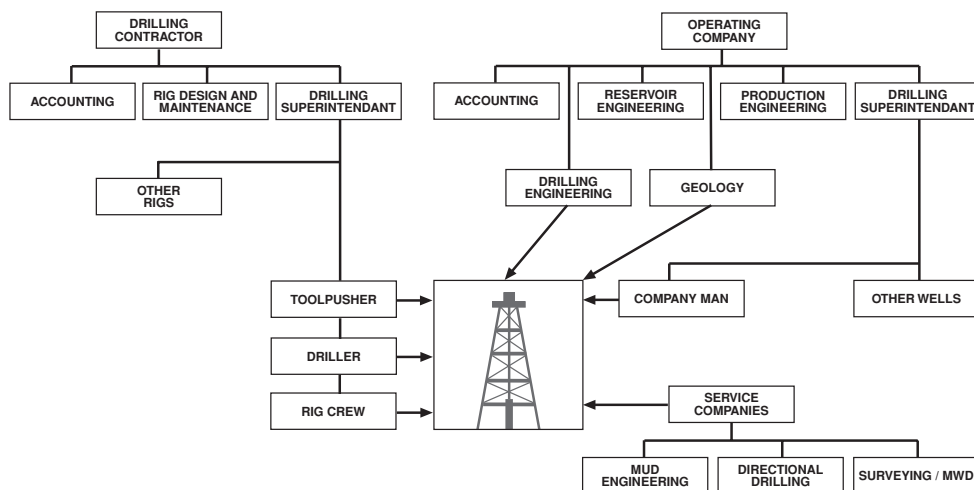 DRILLING
CONTRACTOR
OPERATING
COMPANY
ACCOUNTING
RIG DESIGN AND
MAINTENANCE
DRILLING
SUPERINTENDANT
ACCOUNTING
RESERVOIR
ENGINEERING
PRODUCTION
ENGINEERING
DRILLING
SUPERINTENDANT
OTHER
RIGS
DRILLING
ENGINEERING
GEOLOGY
TOOLPUSHER
COMPANY MAN
OTHER WELLS
DRILLER
RIG CREW
SERVICE
COMPANIES
MUD
ENGINEERING
DIRECTIONAL
DRILLING
SURVEYING / MWD